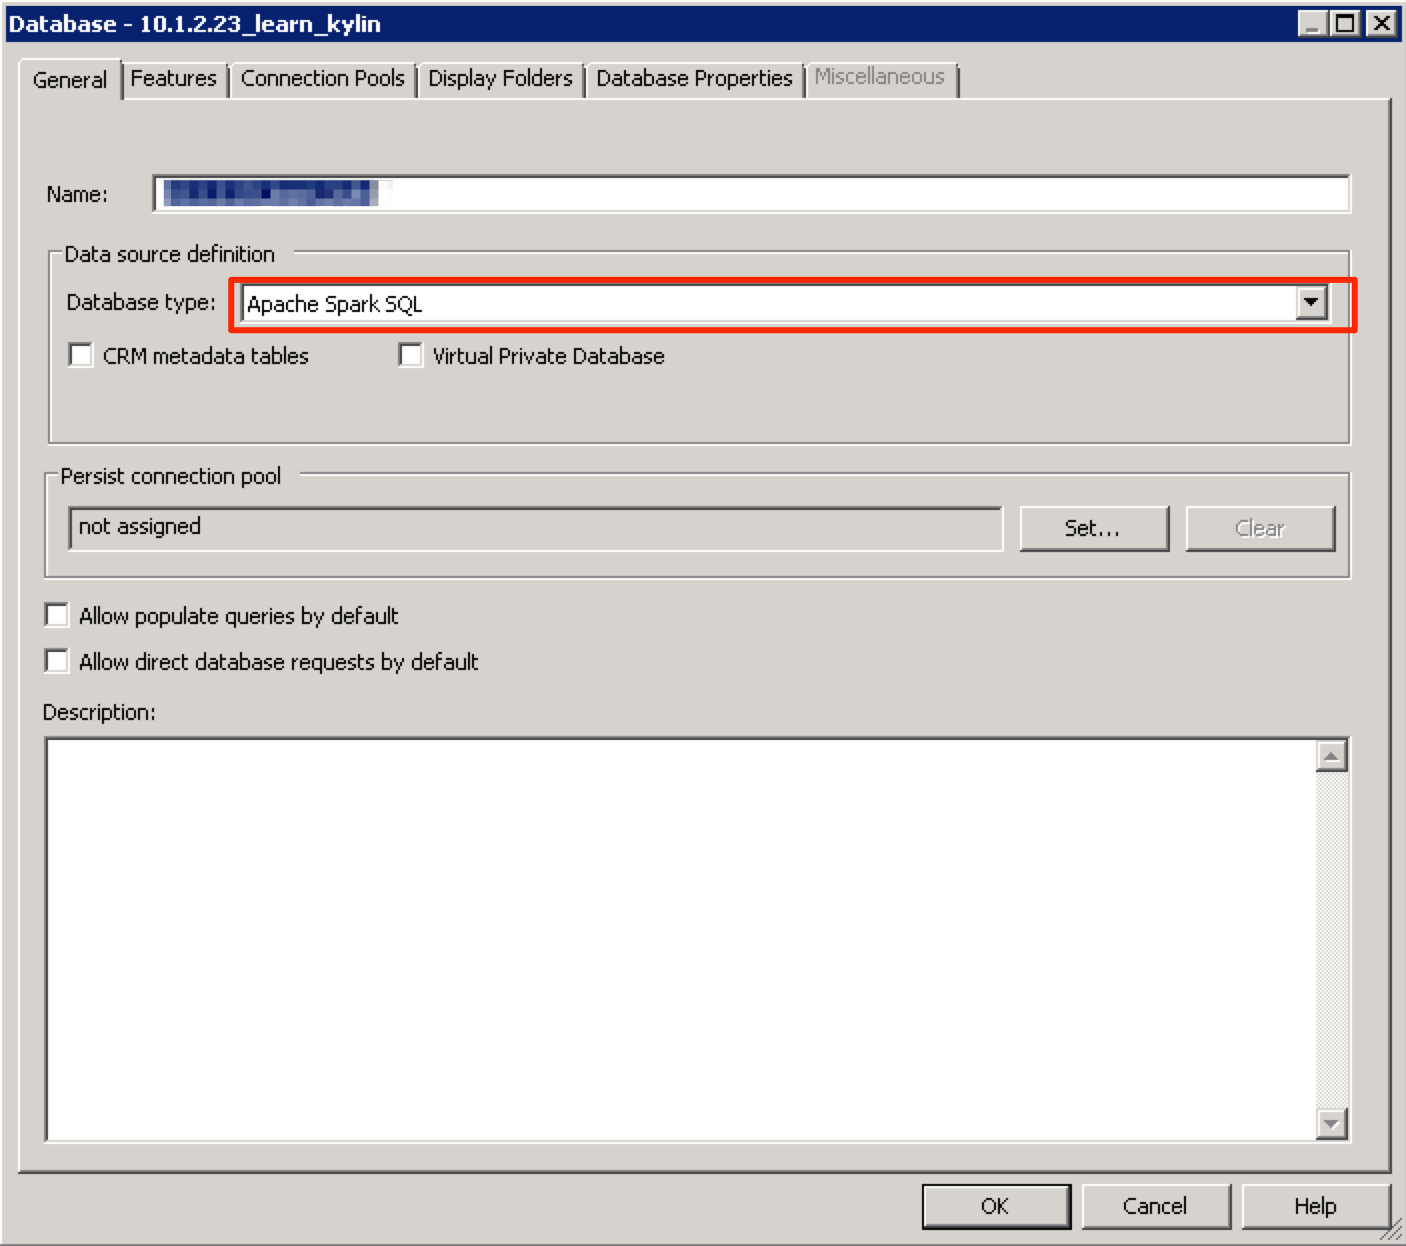 Database - 10.1.2.23_learn_kylin
General Features Connection Pools Display Folders Database Properties Miscellaneous
Name:
Data source definition
Database type: Apache Spark SQL
CRM metadata tables Virtual Private Database
Persist connection pool
not assigned Set... Clear
Allow populate queries by default
Allow direct database requests by default
Description:
OK Cancel Help